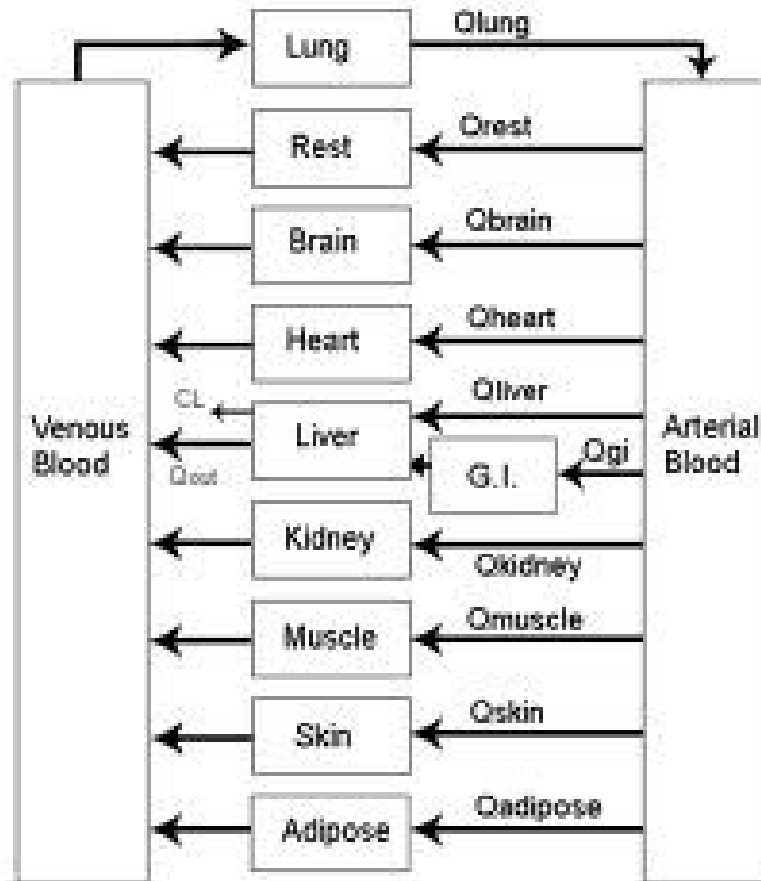 Lung
Qlung
Rest
Qrest
Brain
Qbrain
Heart
Qheart
Venous
Blood
CL
Qout
Liver
Qliver
G.I.
Qgi
Arterial
Blood
Kidney
Qkidney
Muscle
Qmuscle
Skin
Qskin
Adipose
Qadipose